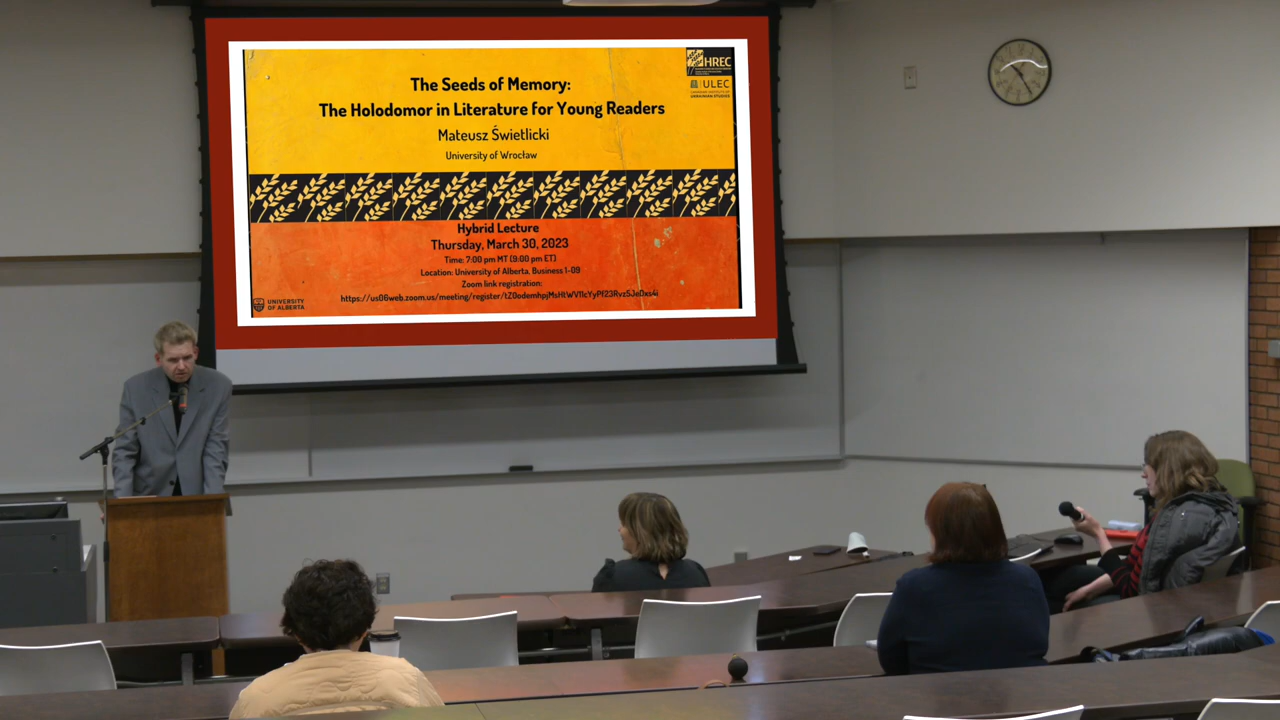 HREC
ULEC
UKRAINIAN STUDIES
The Seeds of Memory:
The Holodomor in Literature for Young Readers
Mateusz Świetlicki
University of Wrocław
Hybrid Lecture
Thursday, March 30, 2023
Time: 7:00 pm MT (9:00 pm ET)
Location: University of Alberta, Business 1-09
Zoom link registration:
UNIVERSITY
OF ALBERTA